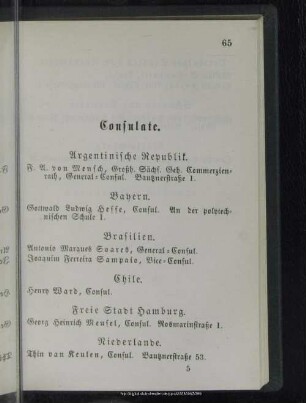 65
Consulate.
Argentinische Republik.
F. A. von Mensch, Großh. Sächs. Geh. Commerzien-
rath, General-Consul. Bautznerstraße 1.
Bayern.
Gottwald Ludwig Hesse, Consul. An der polytech-
nischen Schule 1.
Brasilien.
Antonio Marques Soares, General-Consul.
Joaquim Ferreira Sampaio, Vice-Consul.
Chile.
Henry Ward, Consul.
Freie Stadt Hamburg.
Georg Heinrich Meusel, Consul. Rosmarinstraße 1.
Niederlande.
Thin van Keulen, Consul. Bautznerstraße 53.
5